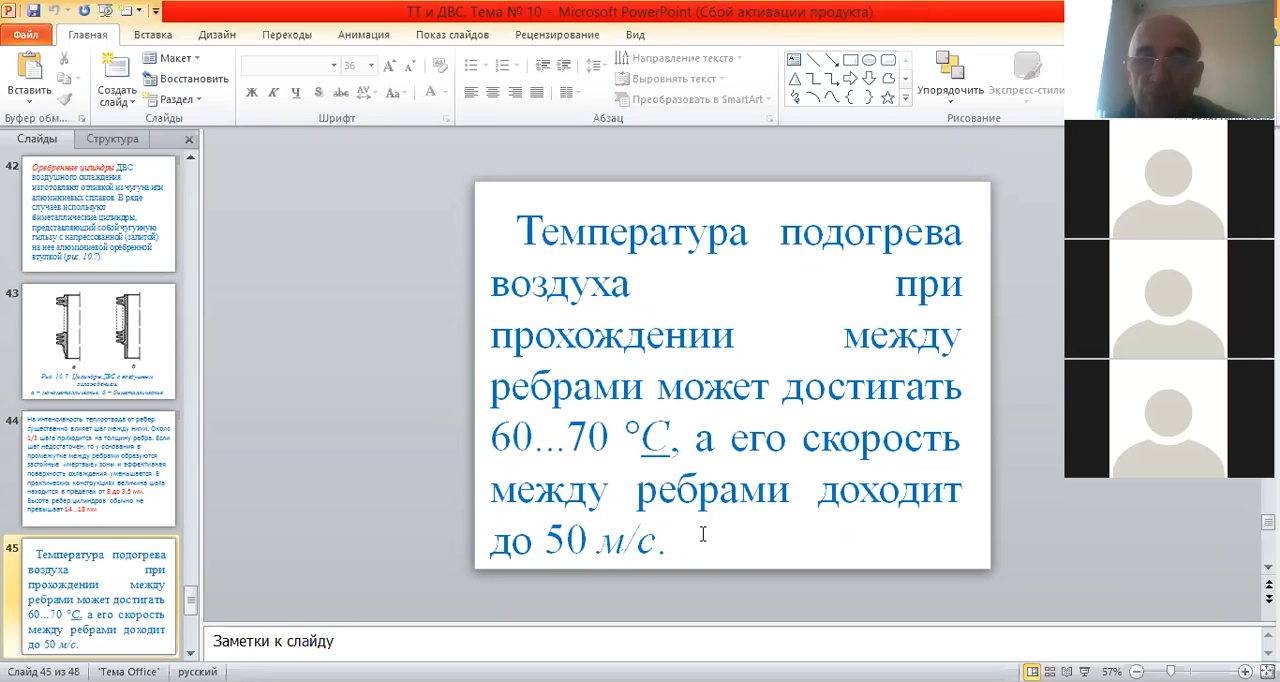 ТТ и ДВС. Тема № 10 - Microsoft PowerPoint (Сбой активации продукта)
Файл Главная Вставка Дизайн Переходы Анимация Показ слайдов Рецензирование Вид
Вставить
Создать слайд
Макет
Восстановить
Раздел
36
Ж К Ч S abc AV Aa А
Направление текста
Выровнять текст
Преобразовать в SmartArt
Упорядочить
Экспресс-стили
Буфер обм... Слайды Шрифт Абзац Рисование
Слайды Структура
42
Оребренные цилиндры ДВС
воздушного охлаждения
изготовляют отливкой из чугуна или
алюминиевых сплавов. В ряде
случаев используют
биметаллические цилиндры,
представляющий собой чугунную
гильзу с напрессованной (залитой)
на нее алюминиевой оребренной
втулкой (рис. 10.7).
43
а б
Рис. 10.7. Цилиндры ДВС с воздушным
охлаждением:
а – монометаллические; б – биметаллические
44
На интенсивность теплоотвода от ребер
существенно влияет шаг между ними. Около
1/3 шага приходится на толщину ребра. Если
шаг недостаточен, то у основания в
промежутке между ребрами образуются
застойные «мертвые» зоны и эффективная
поверхность охлаждения уменьшается. В
практических конструкциях величина шага
находится в пределах от 8 до 3,5 мм.
Высота ребер цилиндров обычно не
превышает 14...18 мм
45
Температура подогрева
воздуха при
прохождении между
ребрами может достигать
60...70 °С, а его скорость
между ребрами доходит
до 50 м/с.
Температура подогрева
воздуха при
прохождении между
ребрами может достигать
60...70 °С, а его скорость
между ребрами доходит
до 50 м/с.
Заметки к слайду
Слайд 45 из 48 "Тема Office" русский 57%